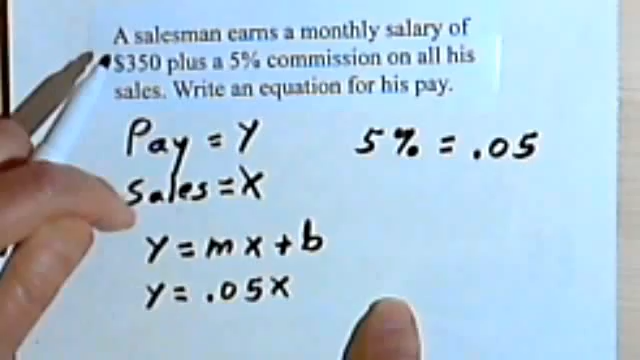 A salesman earns a monthly salary of
$350 plus a 5% commission on all his
sales. Write an equation for his pay.
Pay = Y 5% = .05
Sales = X
Y = mx + b
Y = .05x